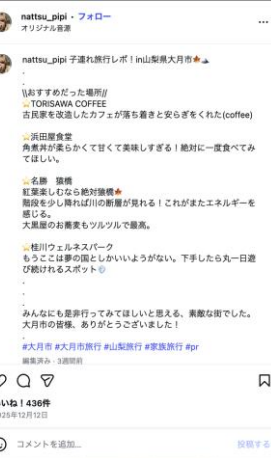 nattsu_pipi・フォロー
オリジナル音源
nattsu_pipi 子連れ旅行レポ！in山梨県大月市🍁⛰️
.
.
\\おすすめだった場所//
⭐TORISAWA COFFEE
古民家を改造したカフェが落ち着きと安らぎをくれた(coffee)
⭐浜田屋食堂
角煮丼が柔らかくて甘くて美味しすぎる！絶対に一度食べてみてほしい。
⭐名勝　猿橋
紅葉楽しむなら絶対猿橋🍁
階段を少し降れば川の断層が見れる！これがまたエネルギーを感じる。
大黒屋のお蕎麦もツルツルで最高。
⭐桂川ウェルネスパーク
もうここは夢の国としかいいようがない。下手したら丸一日遊び続けれるスポット
.
.
.
みんなにも是非行ってみてほしいと思える、素敵な街でした。
大月市の皆様、ありがとうございました！
.
#大月市 #大月市旅行 #山梨旅行 #家族旅行 #pr
編集済み・3週間前
いね！436件
025年12月12日
コメントを追加...
投稿する